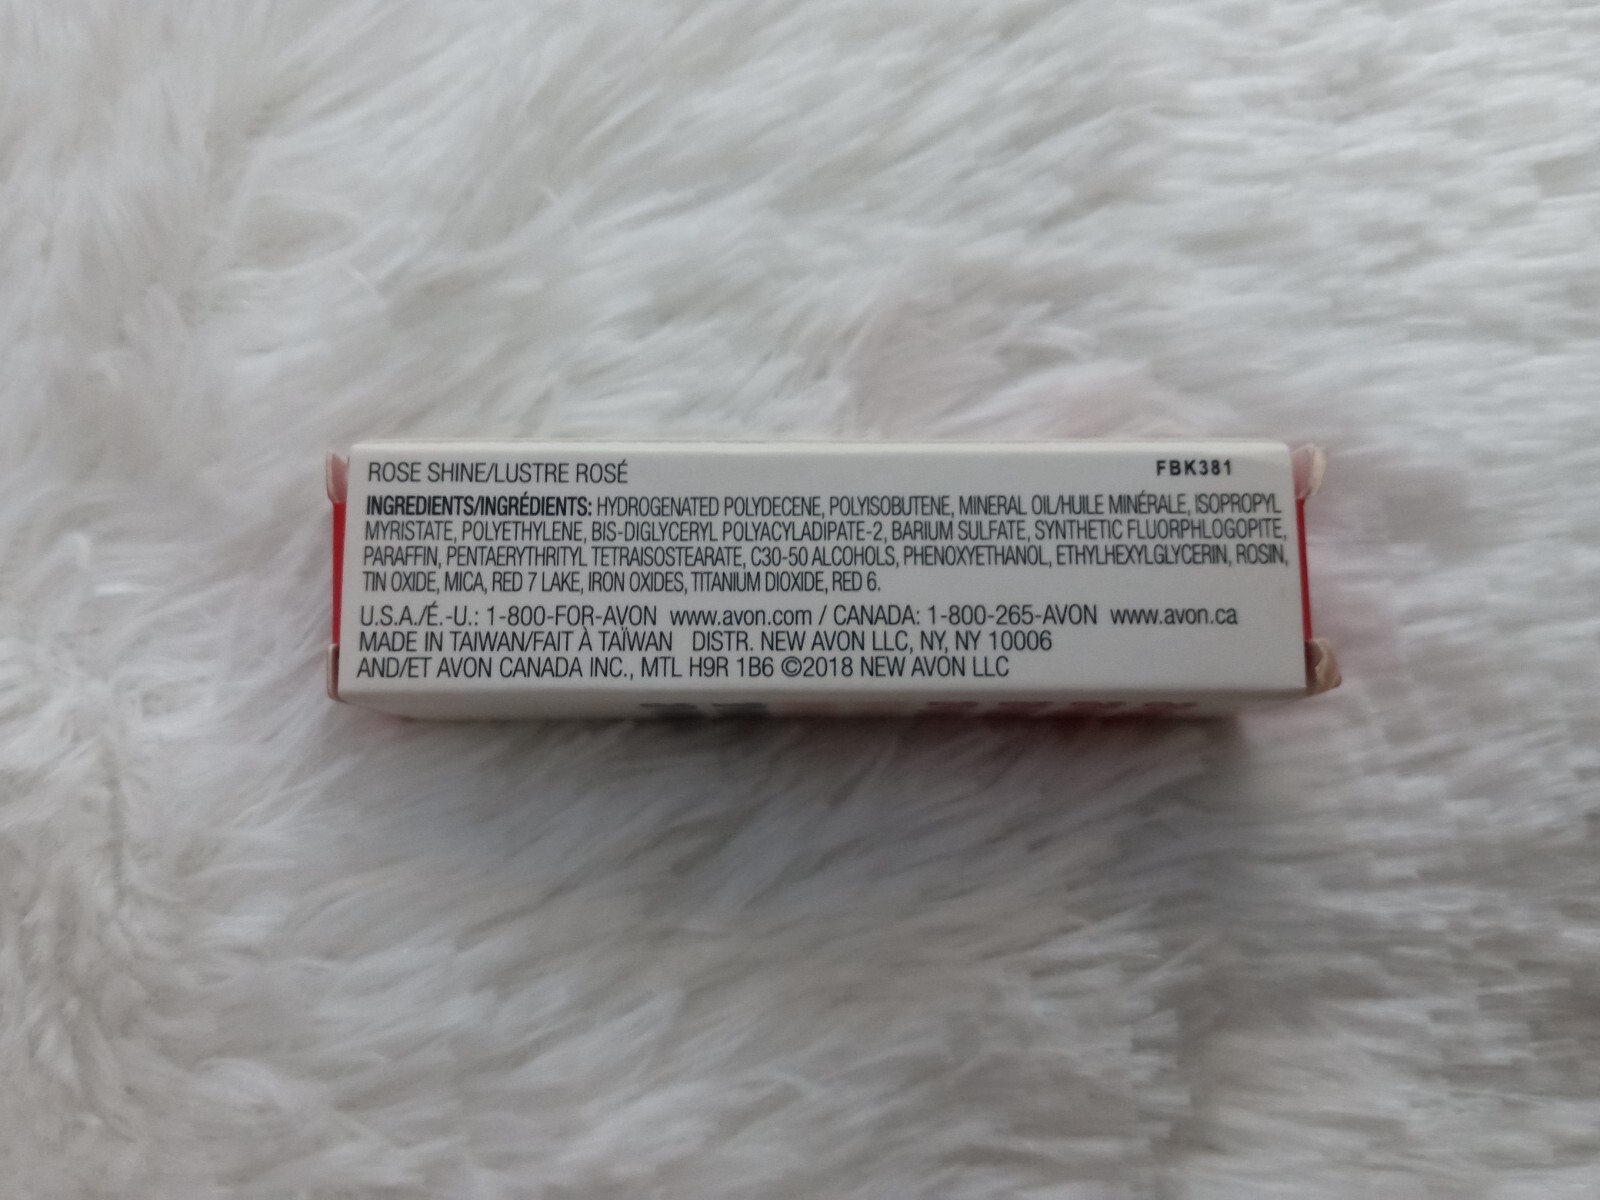 ROSE SHINE/LUSTRE ROSÉ FBK381
INGREDIENTS/INGRÉDIENTS: HYDROGENATED POLYDECENE, POLYISOBUTENE, MINERAL OIL/HUILE MINÉRALE, ISOPROPYL
MYRISTATE, POLYETHYLENE, BIS-DIGLYCERYL POLYACYLADIPATE-2, BARIUM SULFATE, SYNTHETIC FLUORPHLOGOPITE,
PARAFFIN, PENTAERYTHRITYL TETRAISOSTEARATE, C30-50 ALCOHOLS, PHENOXYETHANOL, ETHYLHEXYLGLYCERIN, ROSIN,
TIN OXIDE, MICA, RED 7 LAKE, IRON OXIDES, TITANIUM DIOXIDE, RED 6.
U.S.A./É.-U.: 1-800-FOR-AVON www.avon.com / CANADA: 1-800-265-AVON www.avon.ca
MADE IN TAIWAN/FAIT À TAÏWAN DISTR. NEW AVON LLC, NY, NY 10006
AND/ET AVON CANADA INC., MTL H9R 1B6 ©2018 NEW AVON LLC